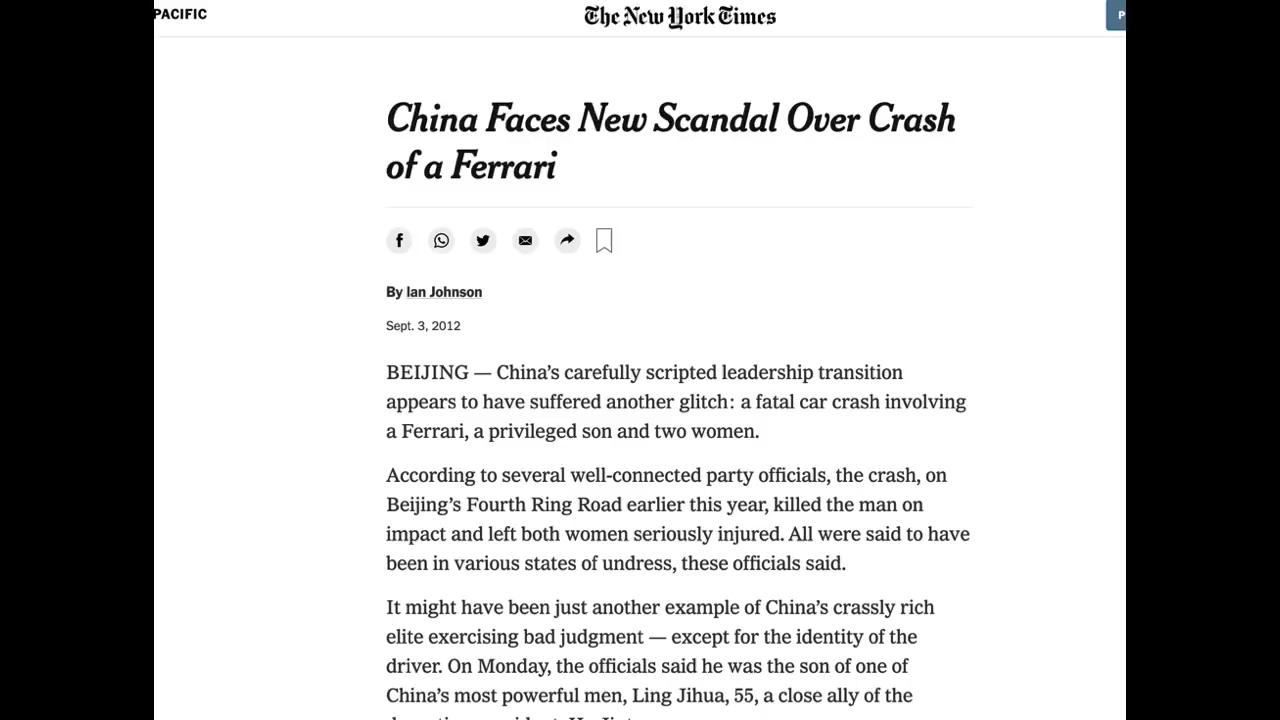 PACIFIC
The New York Times
P
China Faces New Scandal Over Crash
of a Ferrari
By Ian Johnson
Sept. 3, 2012
BEIJING — China’s carefully scripted leadership transition
appears to have suffered another glitch: a fatal car crash involving
a Ferrari, a privileged son and two women.
According to several well-connected party officials, the crash, on
Beijing’s Fourth Ring Road earlier this year, killed the man on
impact and left both women seriously injured. All were said to have
been in various states of undress, these officials said.
It might have been just another example of China’s crassly rich
elite exercising bad judgment — except for the identity of the
driver. On Monday, the officials said he was the son of one of
China’s most powerful men, Ling Jihua, 55, a close ally of the